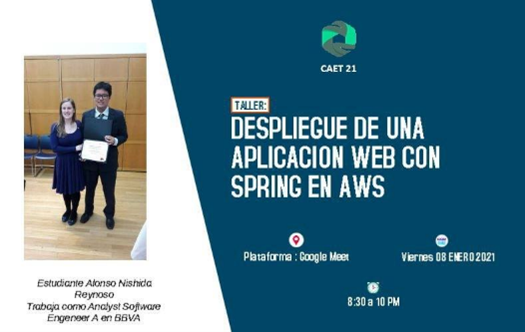 CAET 21
TALLER:
DESPLIEGUE DE UNA
APLICACION WEB CON
SPRING EN AWS
Plataforma : Google Meet
Viernes 08 ENERO 2021
8:30 a 10 PM
Estudiante Alonso Nishida
Reynoso
Trabaja como Analyst Software
Engeneer A en BBVA